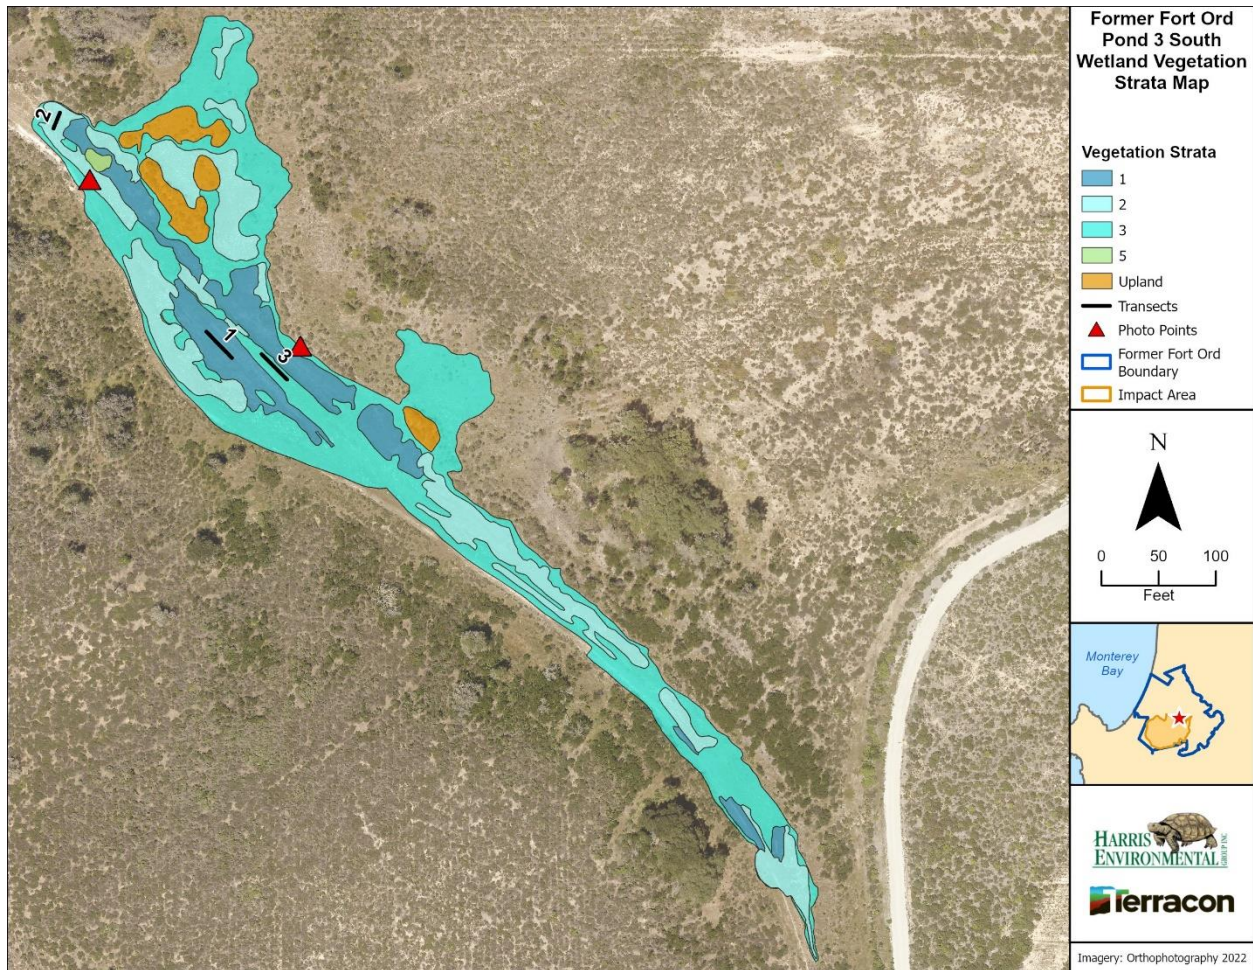 Former Fort Ord
Pond 3 South
Wetland Vegetation
Strata Map
Vegetation Strata
1
2
3
5
Upland
Transects
Photo Points
Former Fort Ord
Boundary
Impact Area
N
0 50 100
Feet
Monterey
Bay
HARRIS
ENVIRONMENTAL
GROUP INC
Terracon
Imagery: Orthophotography 2022
2
1
3